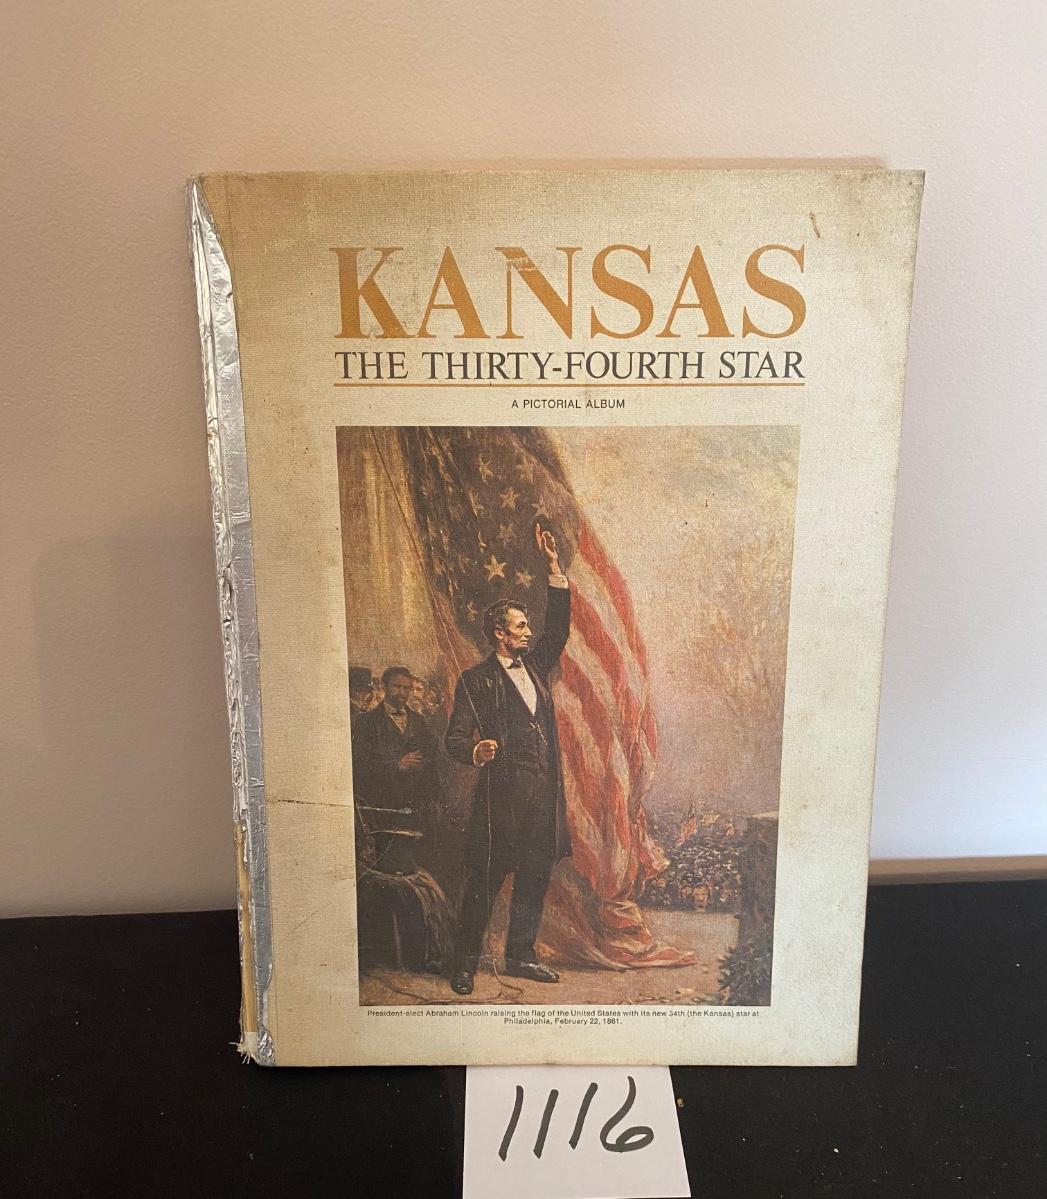 KANSAS
THE THIRTY-FOURTH STAR
A PICTORIAL ALBUM
President-elect Abraham Lincoln raising the flag of the United States with its new 34th (the Kansas) star at
Philadelphia, February 22, 1861.
1116